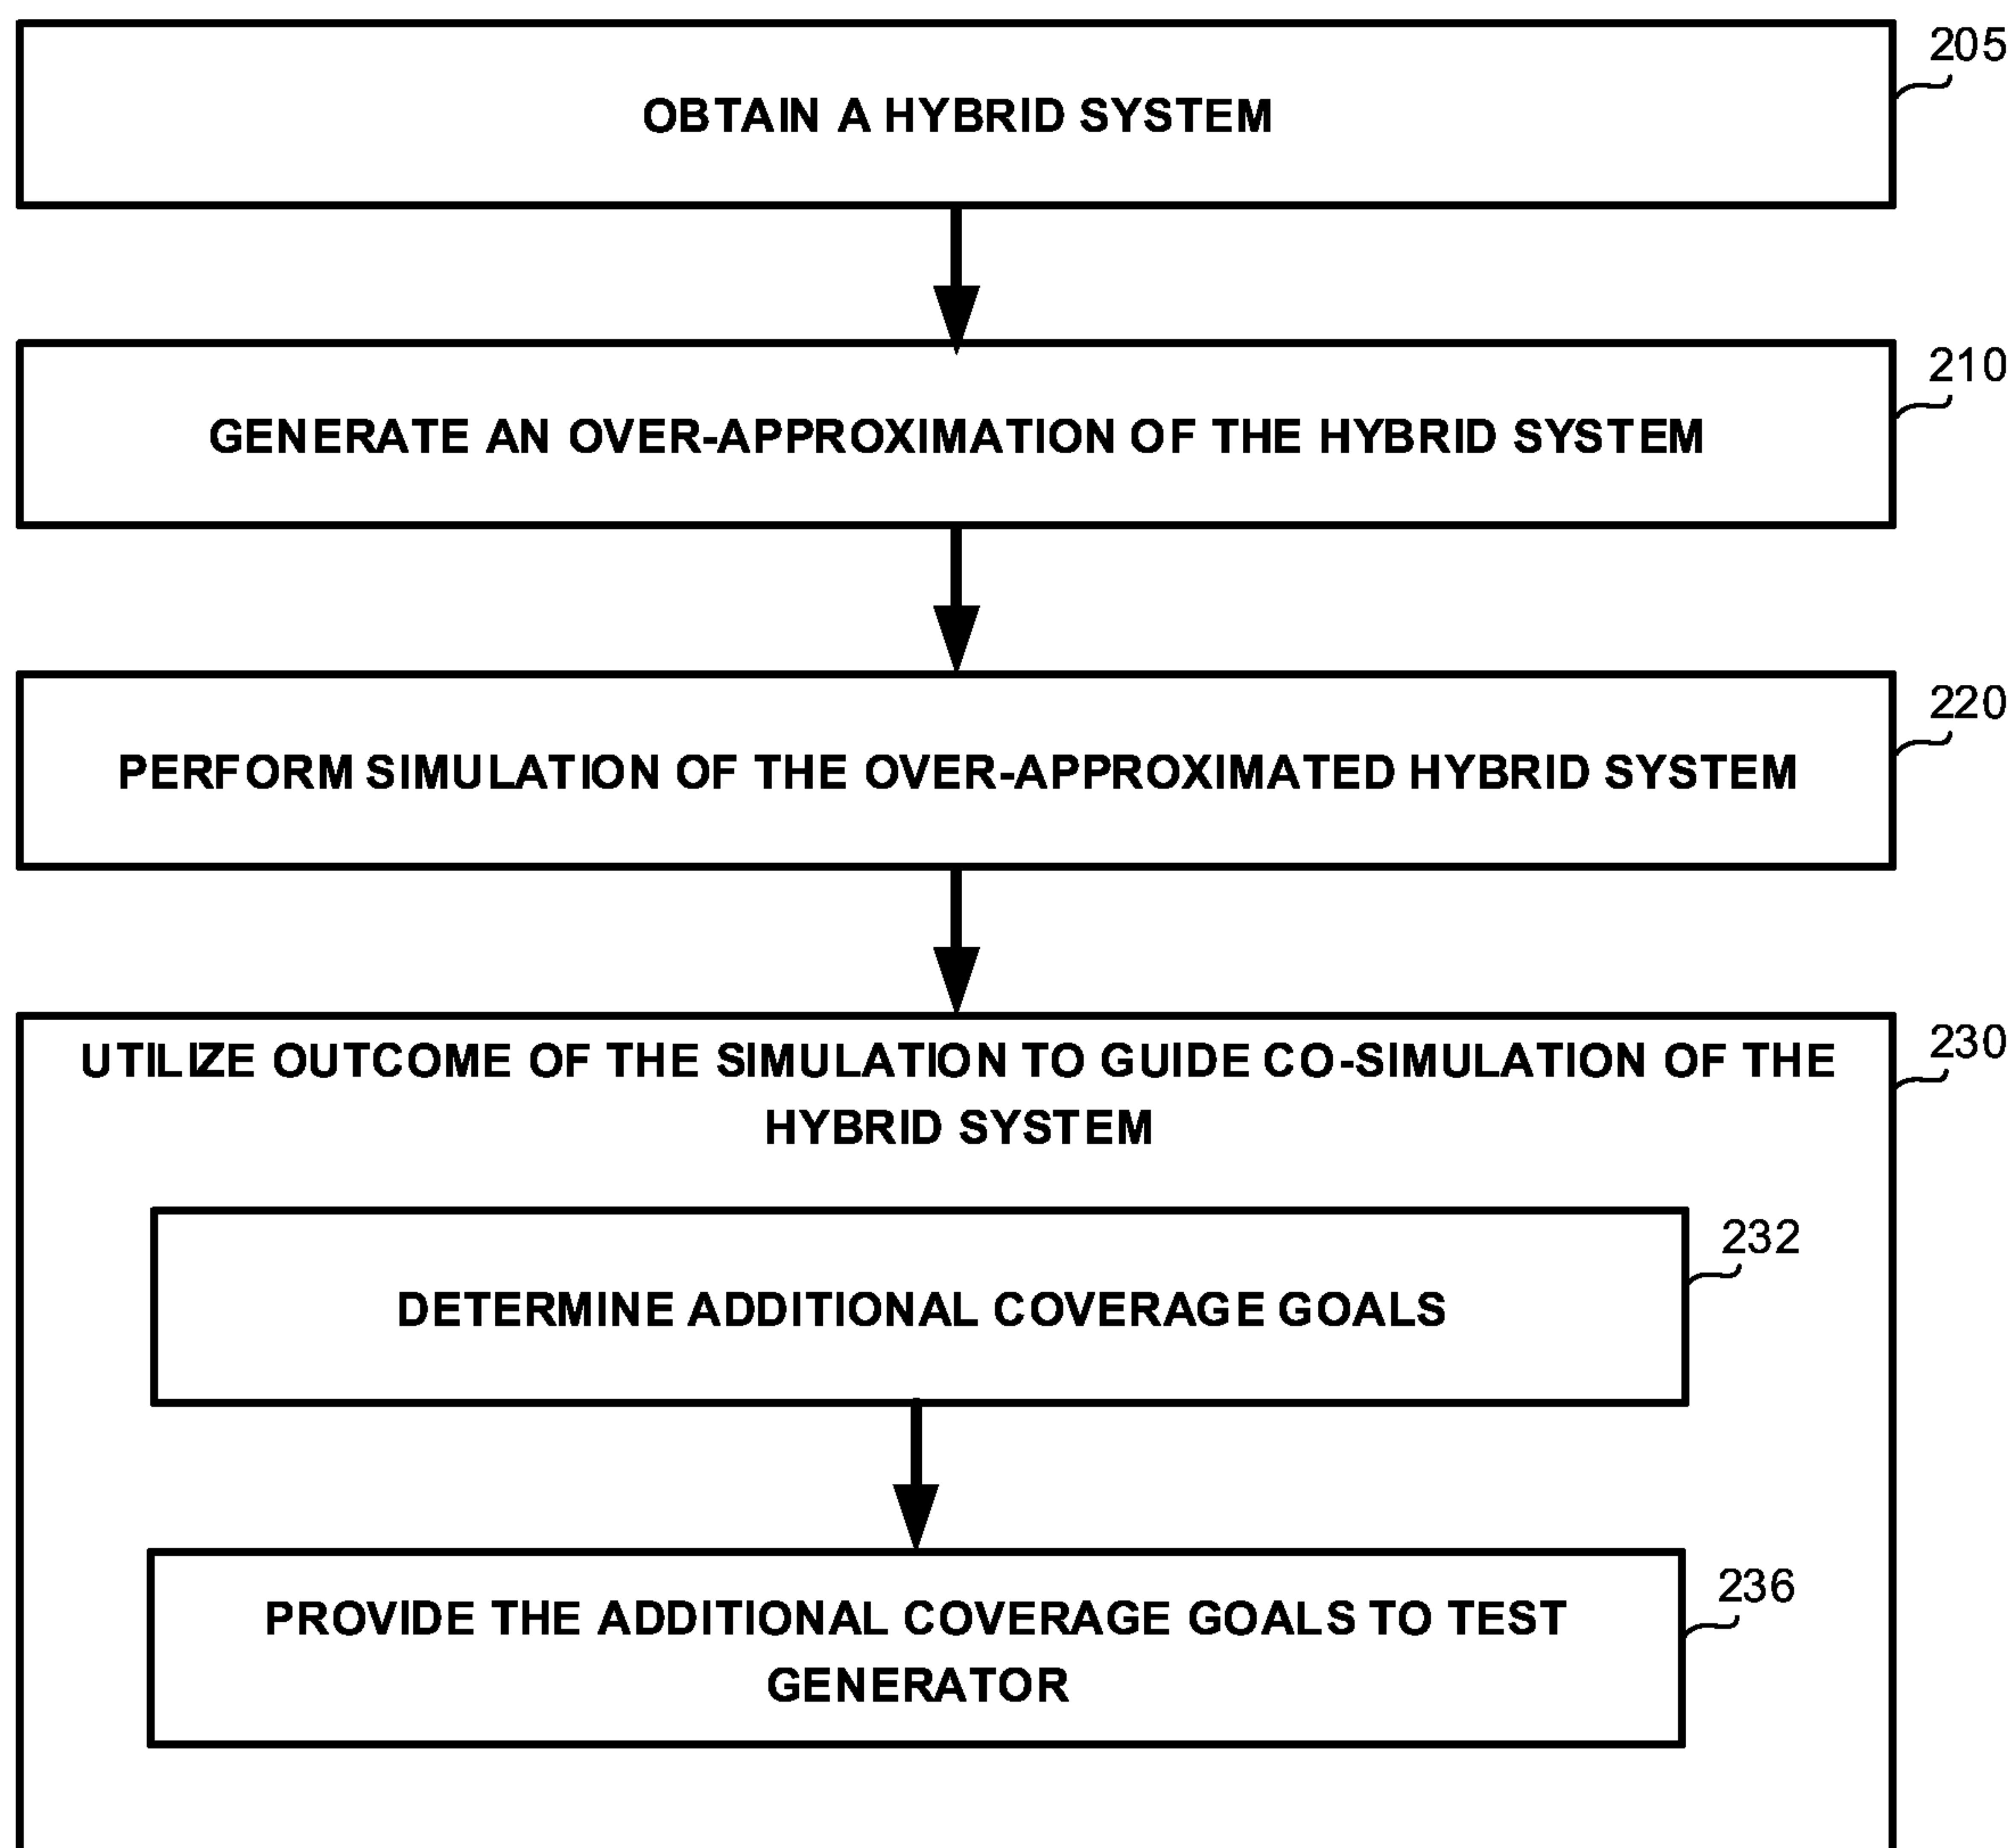 205
OBTAIN A HYBRID SYSTEM
210
GENERATE AN OVER-APPROXIMATION OF THE HYBRID SYSTEM
220
PERFORM SIMULATION OF THE OVER-APPROXIMATED HYBRID SYSTEM
230
UTILIZE OUTCOME OF THE SIMULATION TO GUIDE CO-SIMULATION OF THE
HYBRID SYSTEM
232
DETERMINE ADDITIONAL COVERAGE GOALS
236
PROVIDE THE ADDITIONAL COVERAGE GOALS TO TEST
GENERATOR